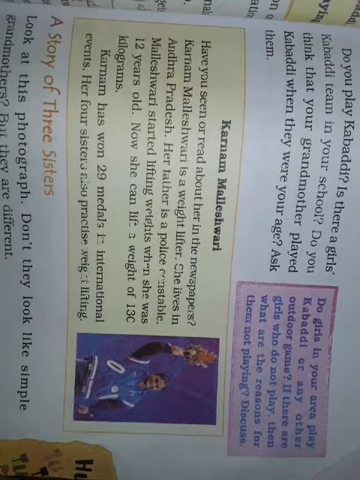 Do you play Kabaddi? Is there a girls'
Kabaddi team in your school? Do you
think that your grandmother played
Kabaddi when they were your age? Ask
them.
Do girls in your area play
Kabaddi or any other
outdoor game? If there are
girls who do not play, then
what are the reasons for
them not playing? Discuss.
Karnam Malleshwari
Have you seen or read about her in the newspapers?
Karnam Malleshwari is a weight lifter. She lives in
Andhra Pradesh. Her father is a police constable.
Malleshwari started lifting weights when she was
12 years old. Now she can lift a weight of 130
kilograms.
Karnam has won 29 medals in international
events. Her four sisters also practise weight lifting.
A Story of Three Sisters
Look at this photograph. Don't they look like simple
grandmothers? But they are different.